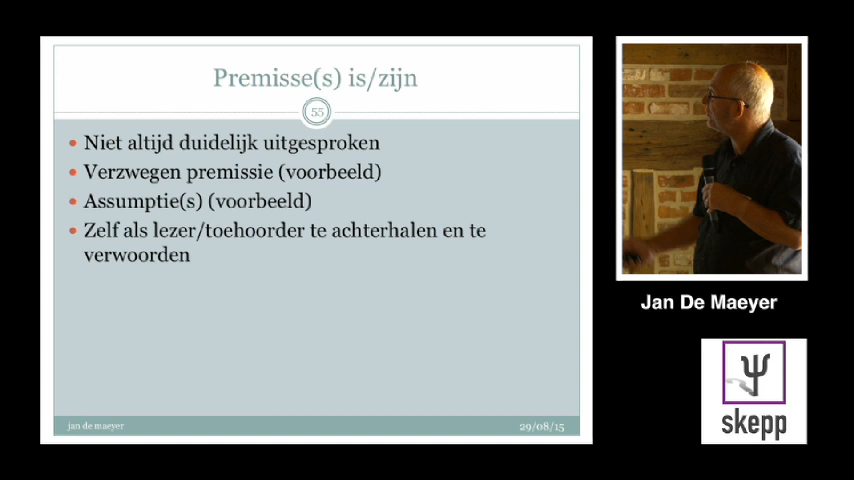 Premisse(s) is/zijn
55
Niet altijd duidelijk uitgesproken
Verzwegen premissie (voorbeeld)
Assumptie(s) (voorbeeld)
Zelf als lezer/toehoorder te achterhalen en te
verwoorden
jan de maeyer
29/08/15
Jan De Maeyer
skepp